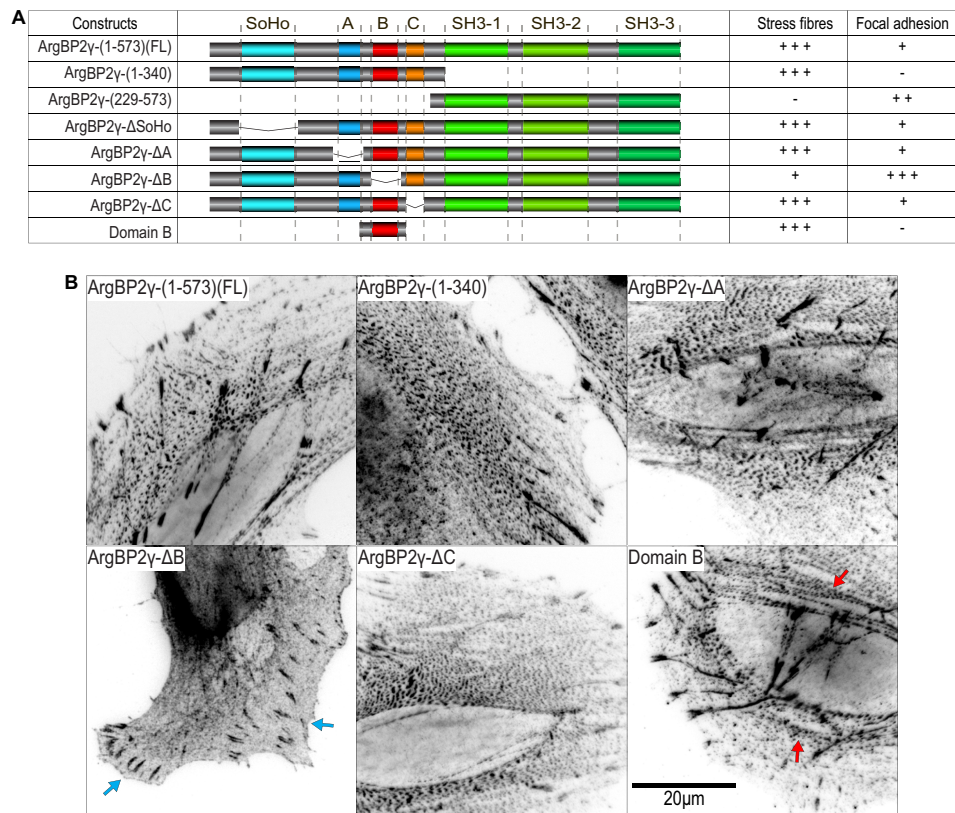 A
Constructs SoHo A B C SH3-1 SH3-2 SH3-3 Stress fibres Focal adhesion
ArgBP2γ-(1-573)(FL) + + + +
ArgBP2γ-(1-340) + + + -
ArgBP2γ-(229-573) - + +
ArgBP2γ-ΔSoHo + + + +
ArgBP2γ-ΔA + + + +
ArgBP2γ-ΔB + + + +
ArgBP2γ-ΔC + + + +
Domain B + + + -
B
ArgBP2γ-(1-573)(FL) ArgBP2γ-(1-340) ArgBP2γ-ΔA
ArgBP2γ-ΔB ArgBP2γ-ΔC Domain B
20µm